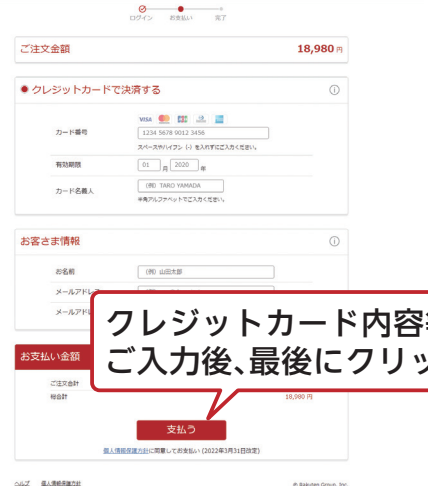 ログイン お支払い 完了
ご注文金額 18,980 円
クレジットカードで決済する
VISA
カード番号 1234 5678 9012 3456
スペースやハイフン（-）を入れずにご入力ください。
有効期限 01 月 2020 年
カード名義人 (例) TARO YAMADA
半角アルファベットでご入力ください。
お客さま情報
お名前 (例) 山田太郎
メールアドレス
メールアドレ
クレジットカード内容
ご入力後、最後にクリッ
お支払い金額
ご注文合計
総合計 18,980 円
支払う
個人情報保護方針に同意してお支払い (2022年3月31日改定)
ヘルプ 個人情報保護方針 © Rakuten Group, Inc.